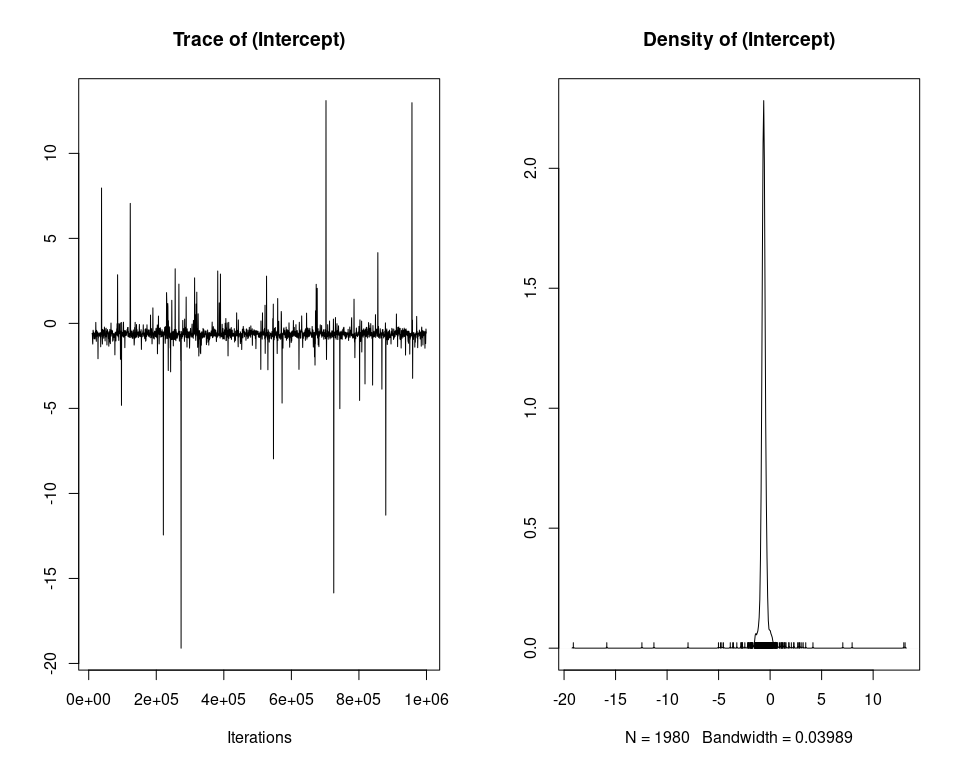 Trace of (Intercept)
10
5
0
-5
-10
-15
-20
0e+00 2e+05 4e+05 6e+05 8e+05 1e+06
Iterations
Density of (Intercept)
2.0
1.5
1.0
0.5
0.0
-20 -15 -10 -5 0 5 10
N = 1980 Bandwidth = 0.03989